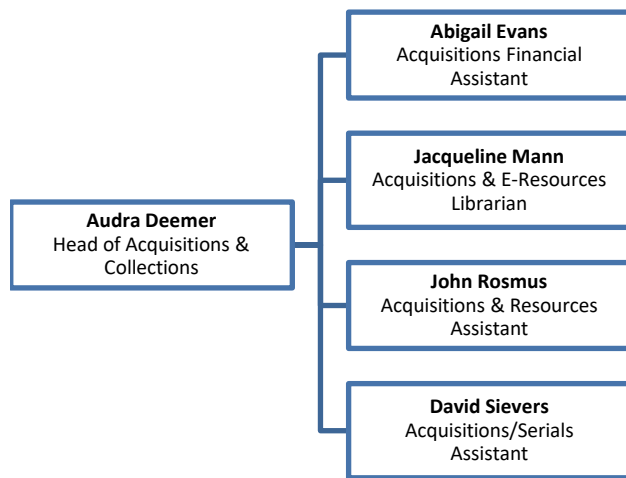 Abigail Evans
Acquisitions Financial
Assistant
Jacqueline Mann
Acquisitions & E-Resources
Librarian
Audra Deemer
Head of Acquisitions &
Collections
John Rosmus
Acquisitions & Resources
Assistant
David Sievers
Acquisitions/Serials
Assistant